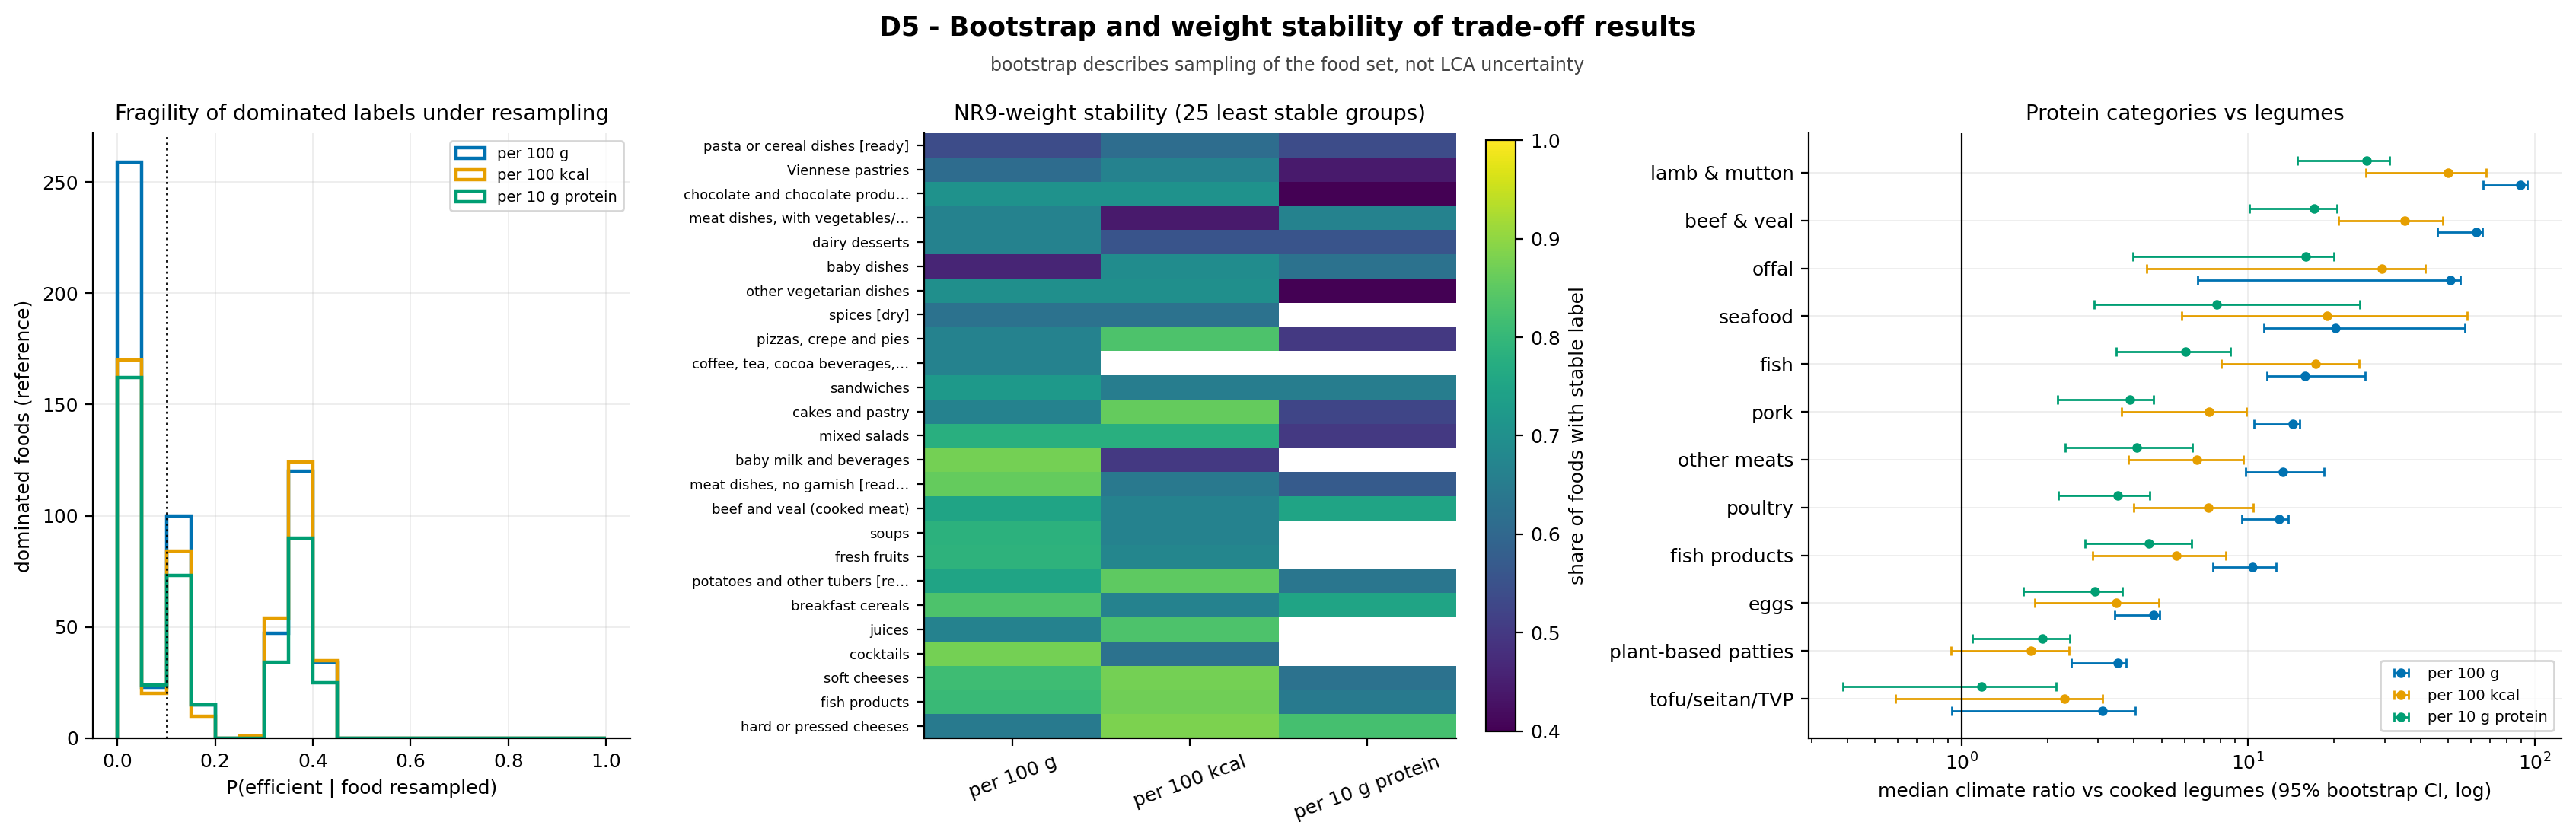 D5 - Bootstrap and weight stability of trade-off results
bootstrap describes sampling of the food set, not LCA uncertainty
Fragility of dominated labels under resampling
dominated foods (reference)
250
200
150
100
50
0
0.0 0.2 0.4 0.6 0.8 1.0
P(efficient | food resampled)
per 100 g
per 100 kcal
per 10 g protein
NR9-weight stability (25 least stable groups)
pasta or cereal dishes [ready]
Viennese pastries
chocolate and chocolate produ…
meat dishes, with vegetables/…
dairy desserts
baby dishes
other vegetarian dishes
spices [dry]
pizzas, crepe and pies
coffee, tea, cocoa beverages,…
sandwiches
cakes and pastry
mixed salads
baby milk and beverages
meat dishes, no garnish [read…
beef and veal (cooked meat)
soups
fresh fruits
potatoes and other tubers [re…
breakfast cereals
juices
cocktails
soft cheeses
fish products
hard or pressed cheeses
per 100 g
per 100 kcal
per 10 g protein
1.0
0.9
0.8
0.7
0.6
0.5
0.4
share of foods with stable label
Protein categories vs legumes
lamb & mutton
beef & veal
offal
seafood
fish
pork
other meats
poultry
fish products
eggs
plant-based patties
tofu/seitan/TVP
10⁰ 10¹ 10²
median climate ratio vs cooked legumes (95% bootstrap CI, log)
per 100 g
per 100 kcal
per 10 g protein